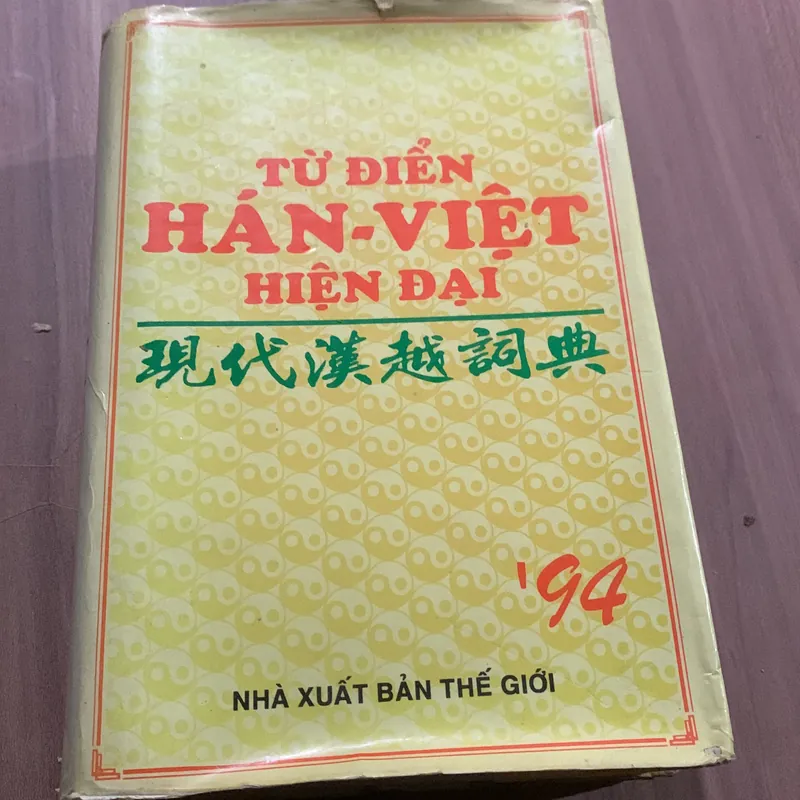 TỪ ĐIỂN
HÁN-VIỆT
HIỆN ĐẠI
現代漢越詞典
'94
NHÀ XUẤT BẢN THẾ GIỚI